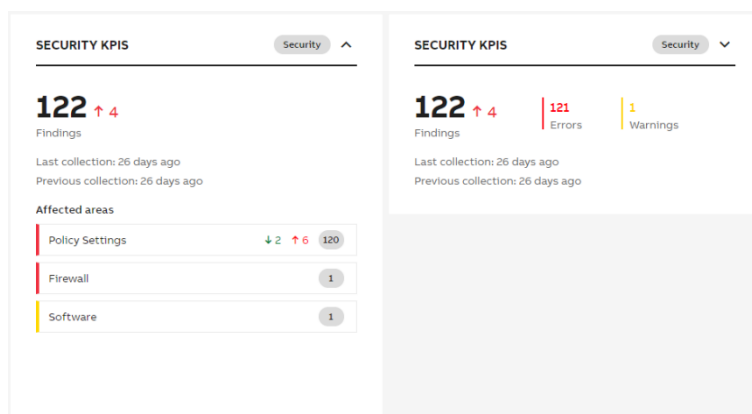 SECURITY KPIS Security
122 ↑ 4
Findings
Last collection: 26 days ago
Previous collection: 26 days ago
Affected areas
Policy Settings ↓ 2 ↑ 6 120
Firewall 1
Software 1
SECURITY KPIS Security
122 ↑ 4 121 1
Findings Errors Warnings
Last collection: 26 days ago
Previous collection: 26 days ago